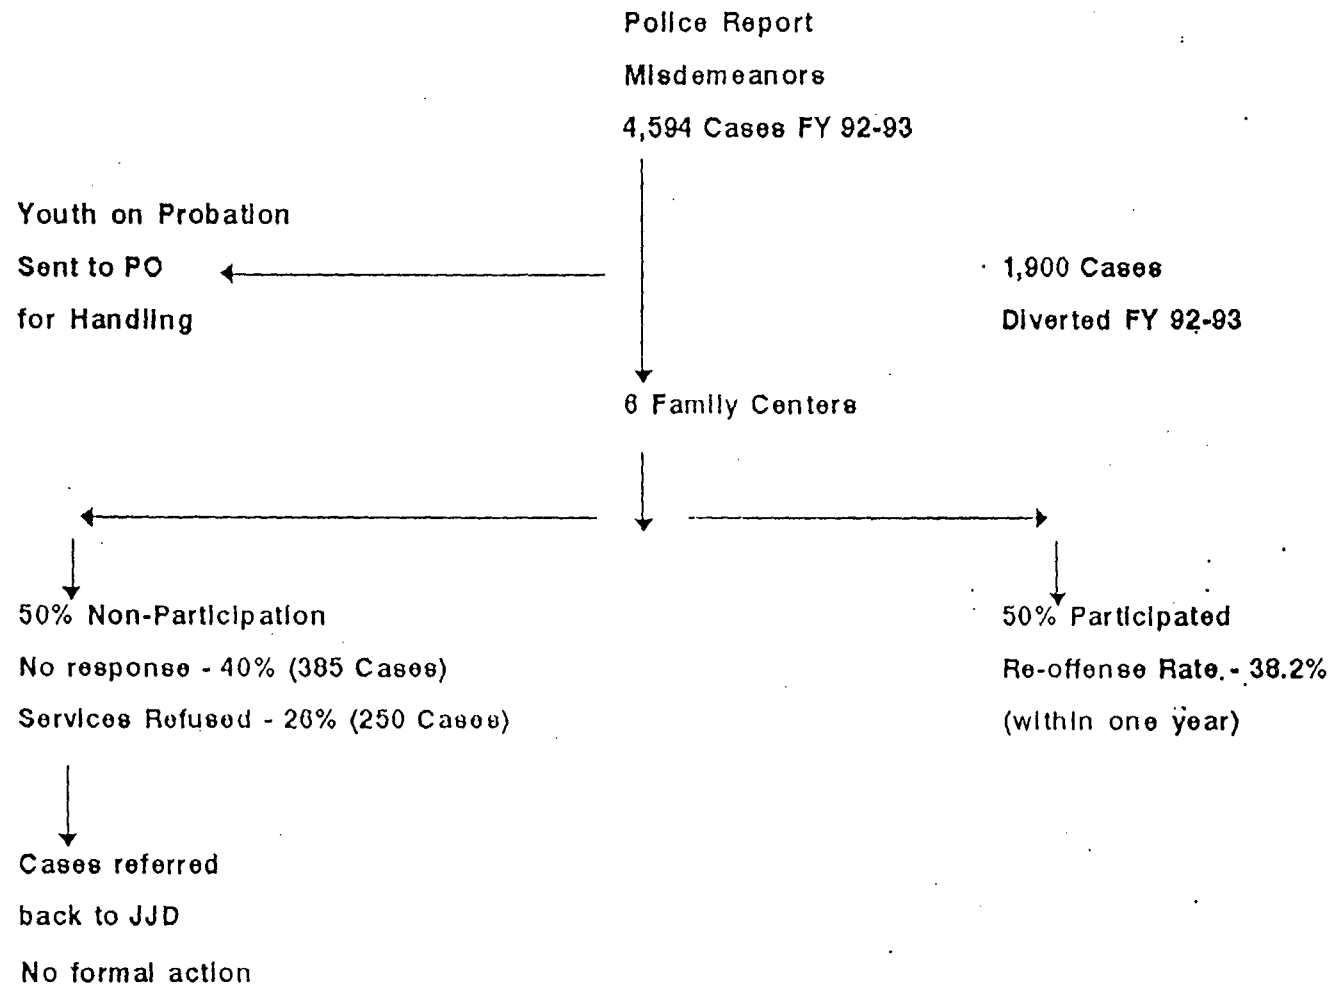 Police Report
Misdemeanors
4,594 Cases FY 92-93
Youth on Probation
Sent to PO
for Handling
1,900 Cases
Diverted FY 92-93
6 Family Centers
50% Non-Participation
No response - 40% (385 Cases)
Services Refused - 26% (250 Cases)
50% Participated
Re-offense Rate - 38.2%
(within one year)
Cases referred
back to JJD
No formal action